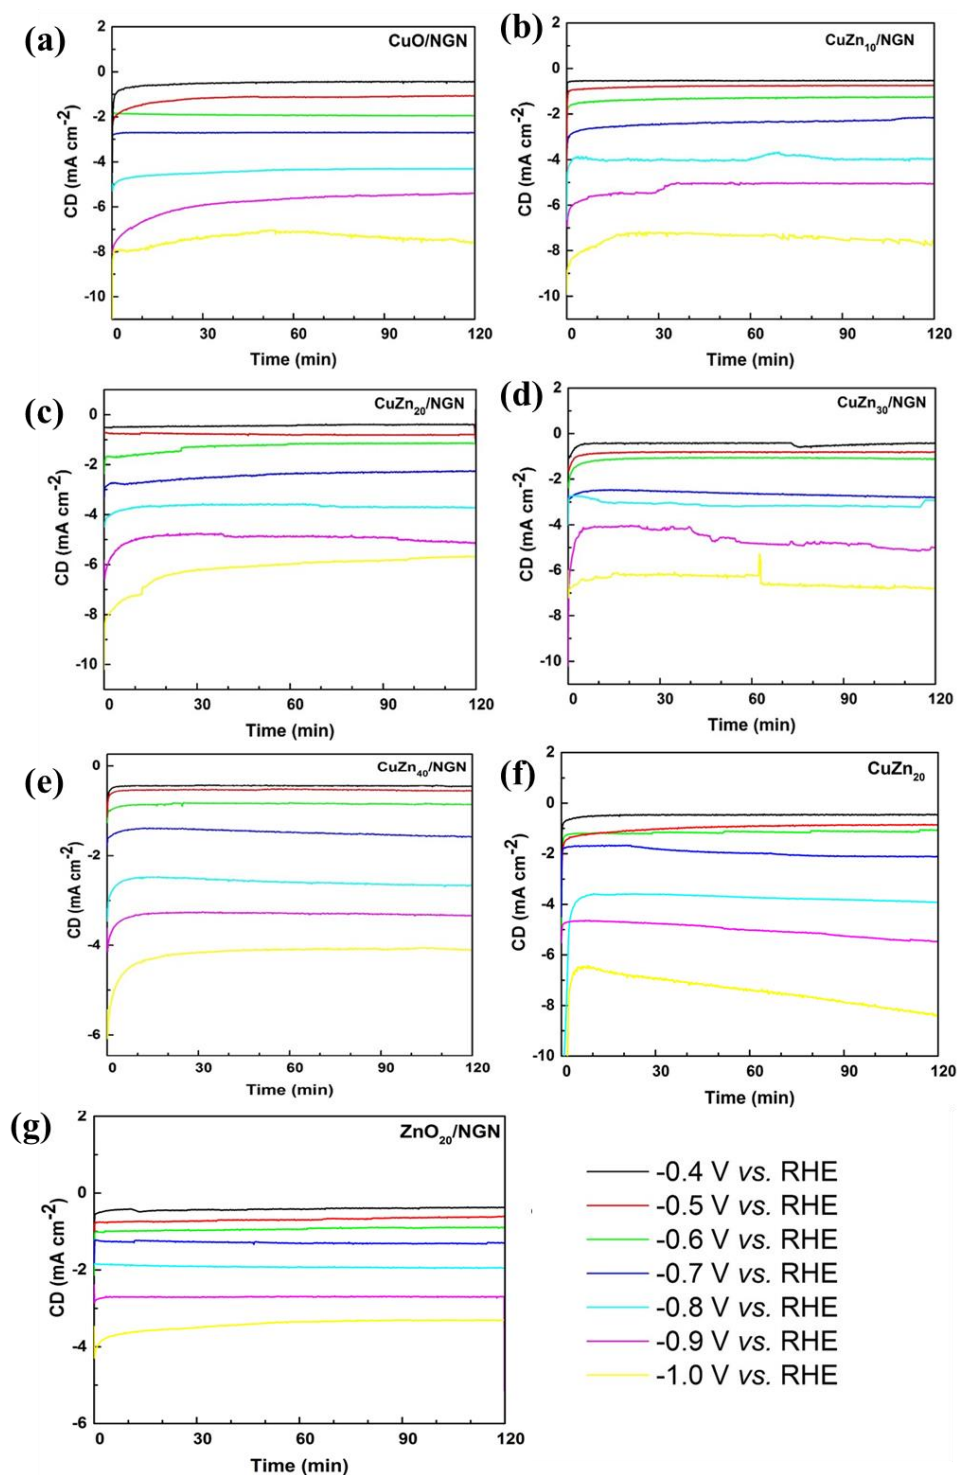 (a)
CuO/NGN
2
0
-2
-4
-6
-8
-10
CD (mA cm-2)
0 30 60 90 120
Time (min)
(b)
CuZn10/NGN
2
0
-2
-4
-6
-8
-10
CD (mA cm-2)
0 30 60 90 120
Time (min)
(c)
CuZn20/NGN
0
-2
-4
-6
-8
-10
CD (mA cm-2)
0 30 60 90 120
Time (min)
(d)
CuZn30/NGN
2
0
-2
-4
-6
-8
-10
CD (mA cm-2)
0 30 60 90 120
Time (min)
(e)
CuZn40/NGN
0
-2
-4
-6
CD (mA cm-2)
0 30 60 90 120
Time (min)
(f)
CuZn20
2
0
-2
-4
-6
-8
-10
CD (mA cm-2)
0 30 60 90 120
Time (min)
(g)
ZnO20/NGN
2
0
-2
-4
-6
CD (mA cm-2)
0 30 60 90 120
Time (min)
-0.4 V vs. RHE
-0.5 V vs. RHE
-0.6 V vs. RHE
-0.7 V vs. RHE
-0.8 V vs. RHE
-0.9 V vs. RHE
-1.0 V vs. RHE